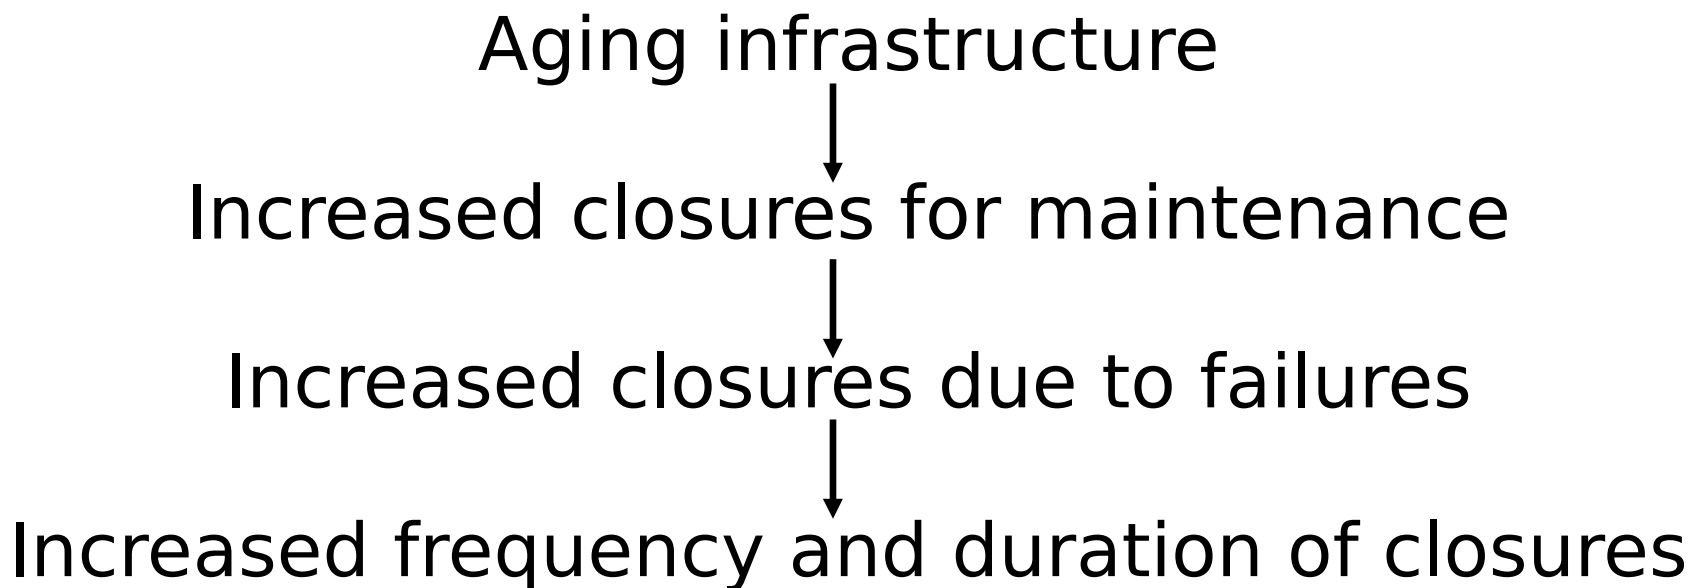 Aging infrastructure
Increased closures for maintenance
Increased closures due to failures
Increased frequency and duration of closures